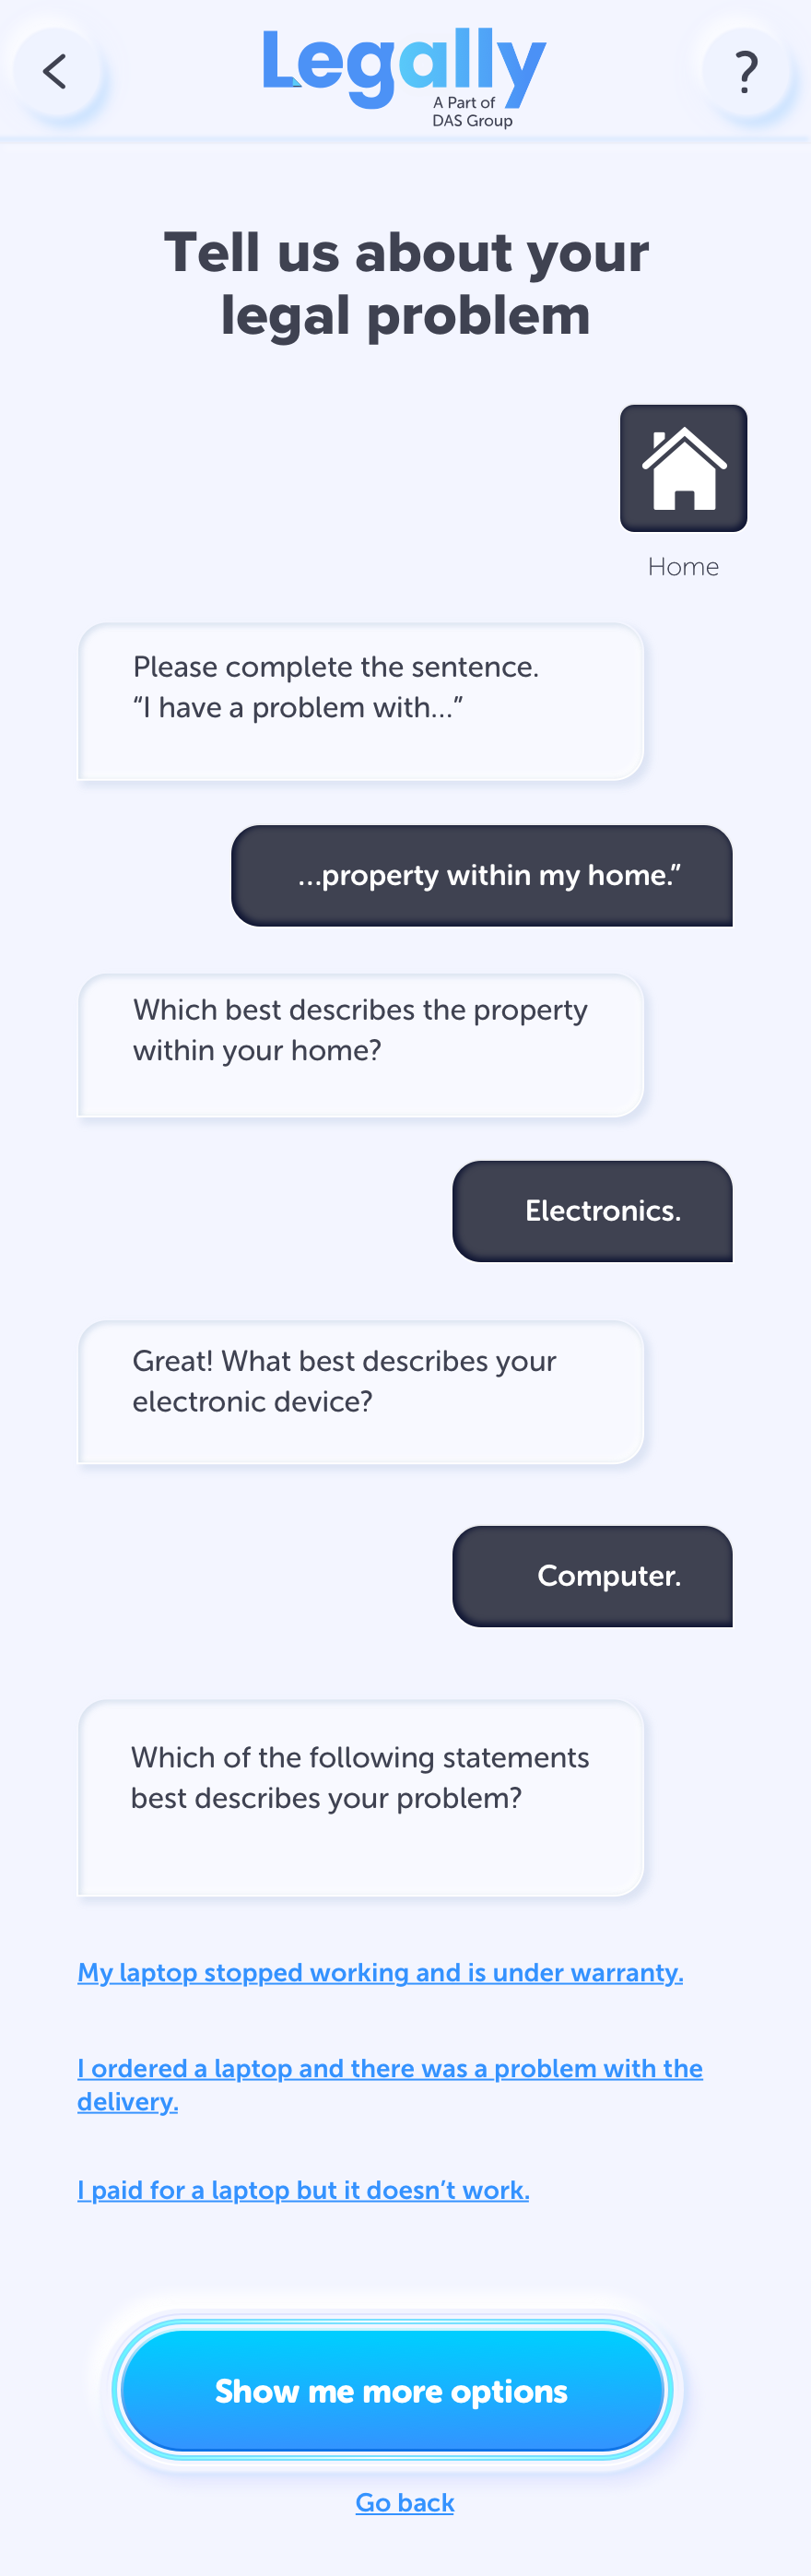 Legally
A Part of
DAS Group
?
Tell us about your
legal problem
Home
Please complete the sentence.
“I have a problem with...”
...property within my home.”
Which best describes the property
within your home?
Electronics.
Great! What best describes your
electronic device?
Computer.
Which of the following statements
best describes your problem?
My laptop stopped working and is under warranty.
I ordered a laptop and there was a problem with the
delivery.
I paid for a laptop but it doesn’t work.
Show me more options
Go back